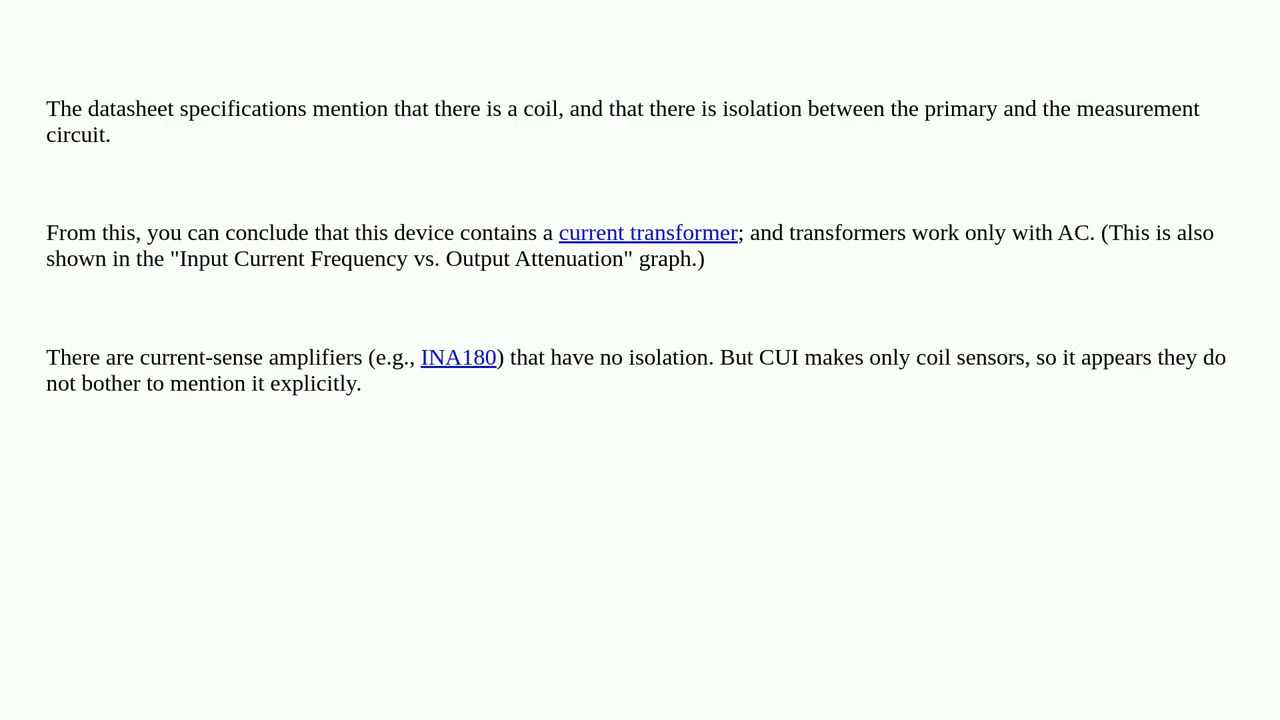 The datasheet specifications mention that there is a coil, and that there is isolation between the primary and the measurement
circuit.
From this, you can conclude that this device contains a current transformer; and transformers work only with AC. (This is also
shown in the "Input Current Frequency vs. Output Attenuation" graph.)
There are current-sense amplifiers (e.g., INA180) that have no isolation. But CUI makes only coil sensors, so it appears they do
not bother to mention it explicitly.